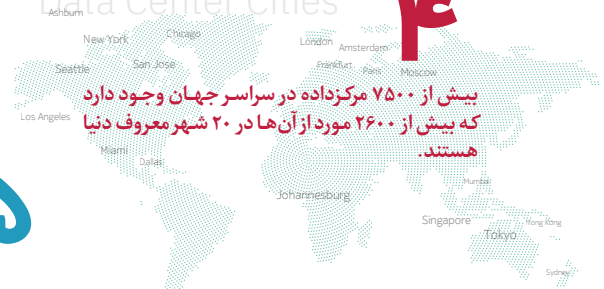 Data Center Cities
۴
Ashburn
New York
Chicago
London
Amsterdam
Seattle
San Jose
Frankfurt
Paris
Moscow
بیش از ۷۵۰۰ مرکزداده در سراسر جهان وجود دارد
Los Angeles
که بیش از ۲۶۰۰ مورد از آن‌ها در ۲۰ شهر معروف دنیا
هستند.
Miami
Dallas
Mumbai
۵
Johannesburg
Singapore
Hong Kong
Tokyo
Sydney